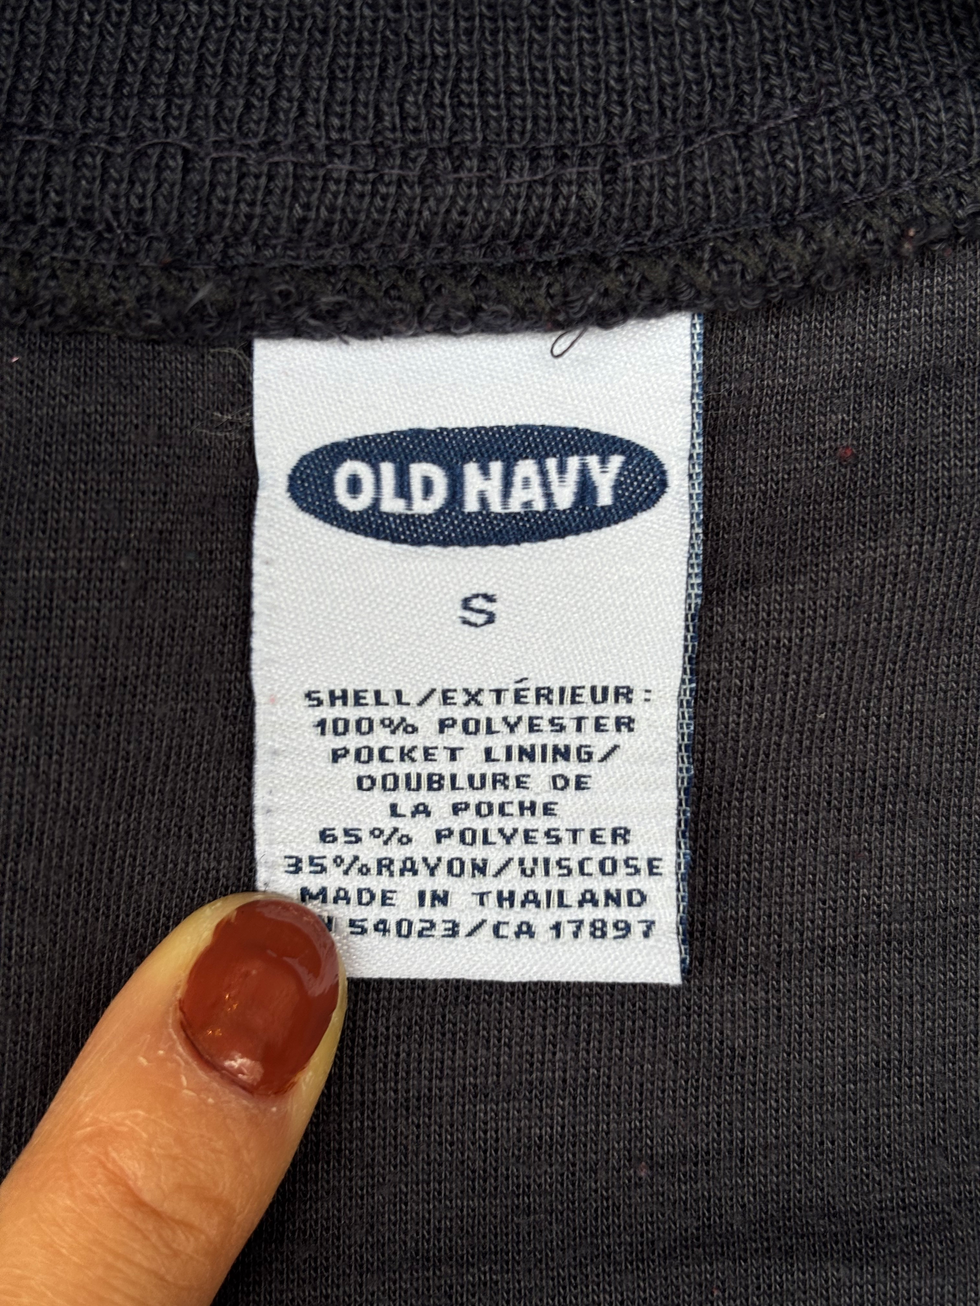 OLD NAVY
S
SHELL/EXTÉRIEUR:
100% POLYESTER
POCKET LINING/
DOUBLURE DE
LA POCHE
65% POLYESTER
35%RAYON/VISCOSE
MADE IN THAILAND
54023/CA 17897